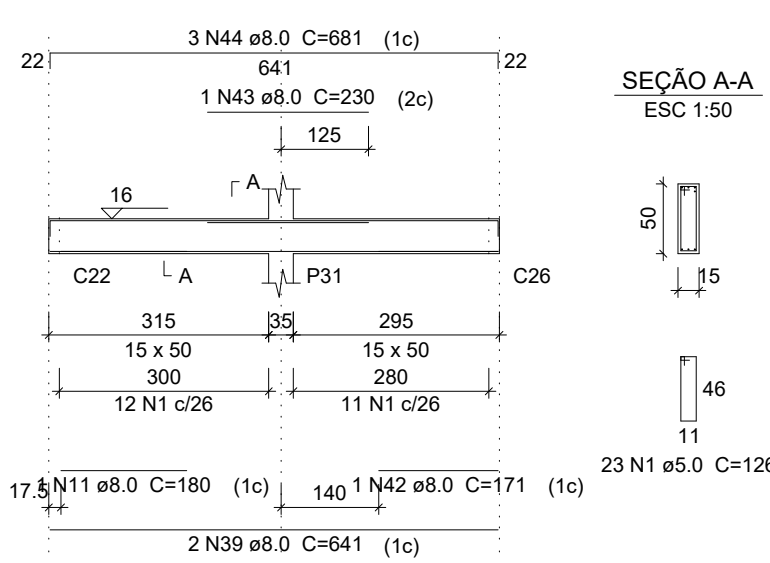 3 N44 ø8.0 C=681 (1c)
22 641 22
1 N43 ø8.0 C=230 (2c)
125
A
16
C22 A P31 C26
315 35 295
15 x 50 15 x 50
300 280
12 N1 c/26 11 N1 c/26
17.5 1 N11 ø8.0 C=180 (1c) 140 1 N42 ø8.0 C=171 (1c)
2 N39 ø8.0 C=641 (1c)
SEÇÃO A-A
ESC 1:50
50
15
46
11
23 N1 ø5.0 C=126